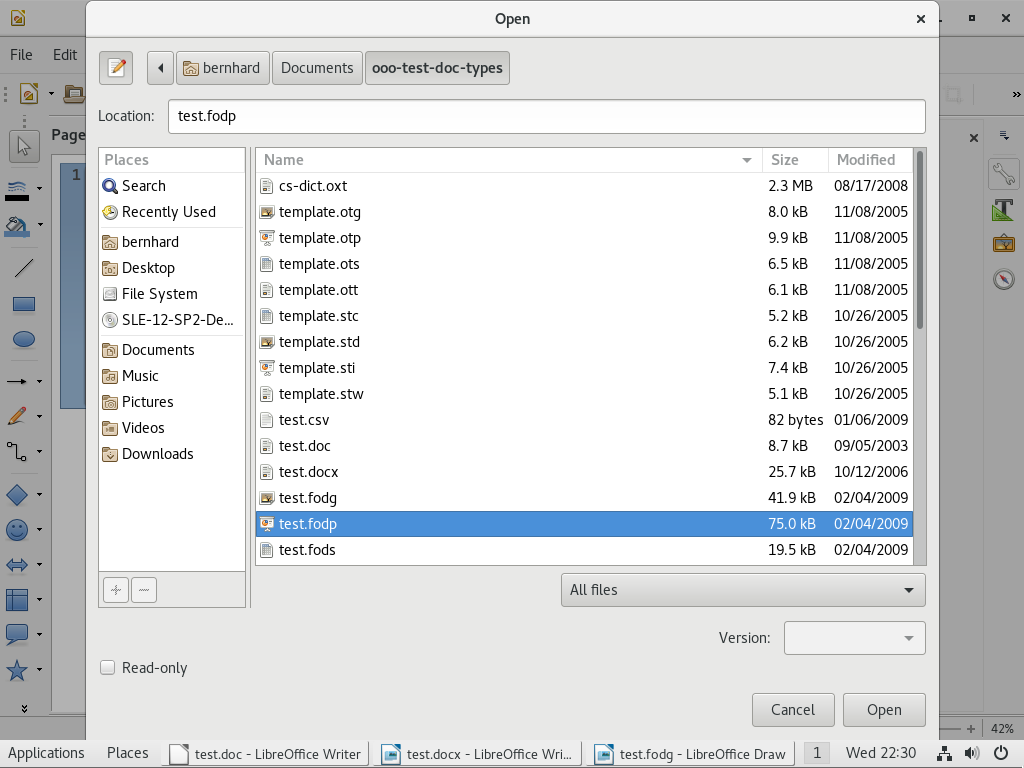 Open
File Edit
bernhard Documents ooo-test-doc-types
Location: test.fodp
Page
1
Places
Search
Recently Used
bernhard
Desktop
File System
SLE-12-SP2-De...
Documents
Music
Pictures
Videos
Downloads
Name Size Modified
cs-dict.oxt 2.3 MB 08/17/2008
template.otg 8.0 kB 11/08/2005
template.otp 9.9 kB 11/08/2005
template.ots 6.5 kB 11/08/2005
template.ott 6.1 kB 11/08/2005
template.stc 5.2 kB 10/26/2005
template.std 6.2 kB 10/26/2005
template.sti 7.4 kB 10/26/2005
template.stw 5.1 kB 10/26/2005
test.csv 82 bytes 01/06/2009
test.doc 8.7 kB 09/05/2003
test.docx 25.7 kB 10/12/2006
test.fodg 41.9 kB 02/04/2009
test.fodp 75.0 kB 02/04/2009
test.fods 19.5 kB 02/04/2009
All files
Version:
Read-only
Cancel Open
42%
Applications Places test.doc - LibreOffice Writer test.docx - LibreOffice Wri... test.fodg - LibreOffice Draw 1 Wed 22:30